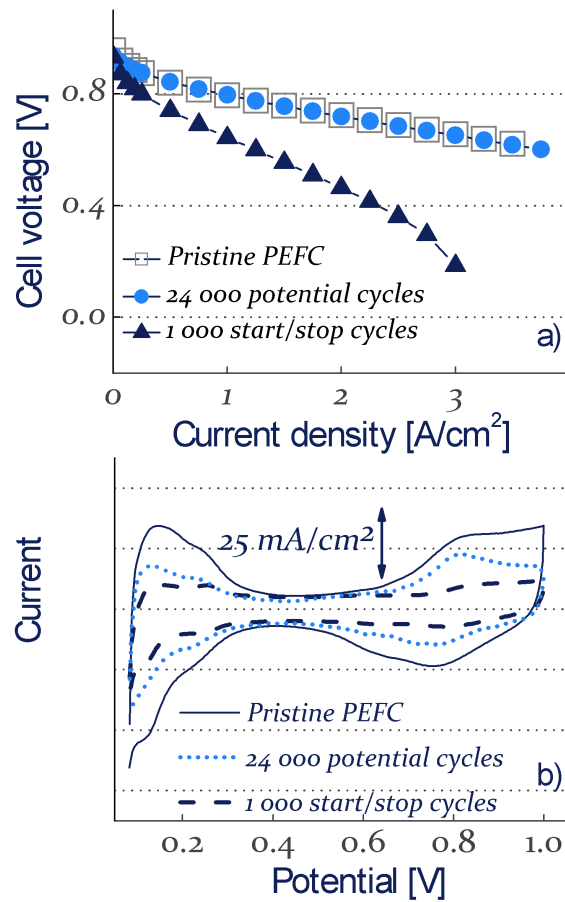 Cell voltage [V]
0.8
0.4
0.0
Pristine PEFC
24 000 potential cycles
1 000 start/stop cycles
a)
0 1 2 3
Current density [A/cm²]
Current
25 mA/cm²
Pristine PEFC
24 000 potential cycles
1 000 start/stop cycles
b)
0.2 0.4 0.6 0.8 1.0
Potential [V]